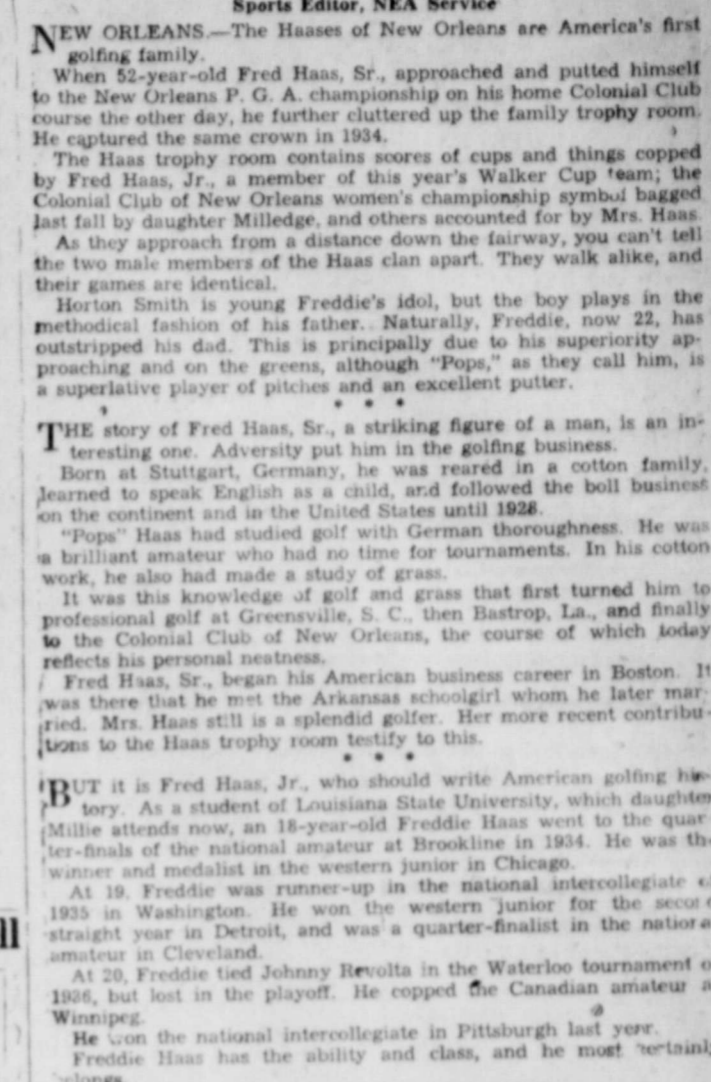 Sports Editor, NEA Service
NEW ORLEANS.—The Haases of New Orleans are America's first
golfing family.
When 52-year-old Fred Haas, Sr., approached and putted himself
to the New Orleans P. G. A. championship on his home Colonial Club
course the other day, he further cluttered up the family trophy room.
He captured the same crown in 1934.
The Haas trophy room contains scores of cups and things copped
by Fred Haas, Jr., a member of this year's Walker Cup team; the
Colonial Club of New Orleans women's championship symbol bagged
last fall by daughter Milledge, and others accounted for by Mrs. Haas.
As they approach from a distance down the fairway, you can't tell
the two male members of the Haas clan apart. They walk alike, and
their games are identical.
Horton Smith is young Freddie's idol, but the boy plays in the
methodical fashion of his father. Naturally, Freddie, now 22, has
outstripped his dad. This is principally due to his superiority ap-
proaching and on the greens, although "Pops," as they call him, is
a superlative player of pitches and an excellent putter.
* * *
THE story of Fred Haas, Sr., a striking figure of a man, is an in-
teresting one. Adversity put him in the golfing business.
Born at Stuttgart, Germany, he was reared in a cotton family,
learned to speak English as a child, and followed the boll business
on the continent and in the United States until 1928.
"Pops" Haas had studied golf with German thoroughness. He was
a brilliant amateur who had no time for tournaments. In his cotton
work, he also had made a study of grass.
It was this knowledge of golf and grass that first turned him to
professional golf at Greensville, S. C., then Bastrop, La., and finally
to the Colonial Club of New Orleans, the course of which today
reflects his personal neatness.
Fred Haas, Sr., began his American business career in Boston. It
was there that he met the Arkansas schoolgirl whom he later mar-
ried. Mrs. Haas still is a splendid golfer. Her more recent contribu-
tions to the Haas trophy room testify to this.
* * *
BUT it is Fred Haas, Jr., who should write American golfing his-
tory. As a student of Louisiana State University, which daughter
Millie attends now, an 18-year-old Freddie Haas went to the quar-
ter-finals of the national amateur at Brookline in 1934. He was th
winner and medalist in the western junior in Chicago.
At 19, Freddie was runner-up in the national intercollegiate
1935 in Washington. He won the western junior for the secon
straight year in Detroit, and was a quarter-finalist in the nationa
amateur in Cleveland.
At 20, Freddie tied Johnny Revolta in the Waterloo tournament o
1936, but lost in the playoff. He copped the Canadian amateur a
Winnipeg.
He won the national intercollegiate in Pittsburgh last year.
Freddie Haas has the ability and class, and he most certainl
belongs
ll